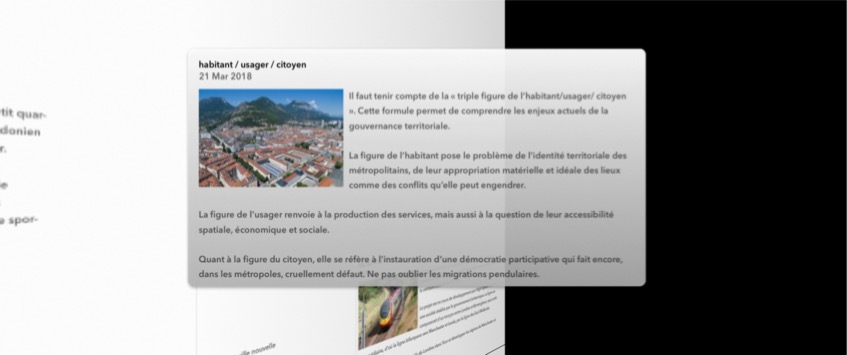 habitant / usager / citoyen
21 Mar 2018
Il faut tenir compte de la « triple figure de l'habitant/usager/ citoyen
». Cette formule permet de comprendre les enjeux actuels de la
gouvernance territoriale.
La figure de l'habitant pose le problème de l'identité territoriale des
métropolitains, de leur appropriation matérielle et idéale des lieux
comme des conflits qu'elle peut engendrer.
La figure de l'usager renvoie à la production des services, mais aussi à la question de leur accessibilité
spatiale, économique et sociale.
Quant à la figure du citoyen, elle se réfère à l'instauration d'une démocratie participative qui fait encore,
dans les métropoles, cruellement défaut. Ne pas oublier les migrations pendulaires.
tit quar-
donien
r.
e
e spor-
lle nouvelle